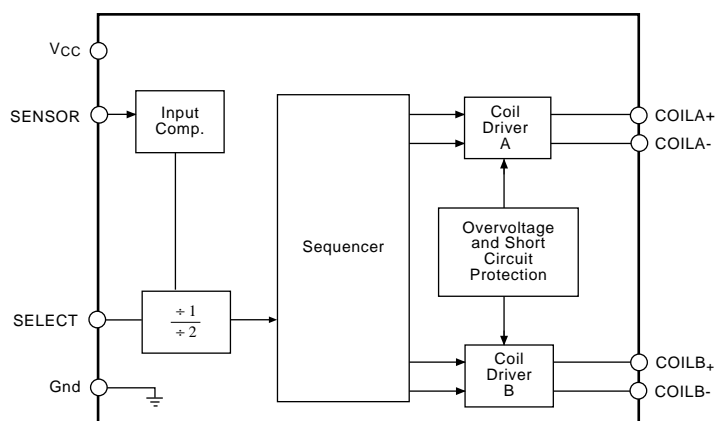 VCC
SENSOR
Input
Comp.
Sequencer
Coil
Driver
A
COILA+
COILA-
Overvoltage
and Short
Circuit
Protection
SELECT
÷ 1
÷ 2
Gnd
Coil
Driver
B
COILB+
COILB-